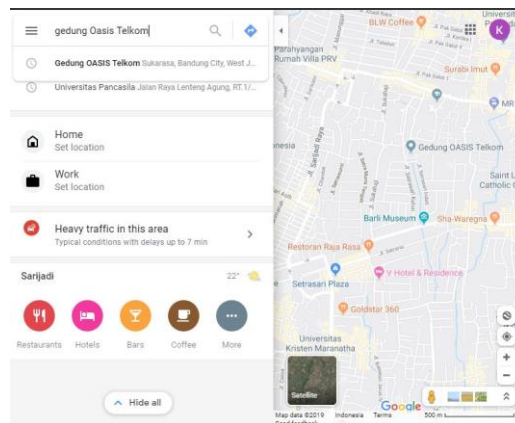 gedung Oasis Telkom
Gedung OASIS Telkom Sukarasa, Bandung City, West J...
Universitas Pancasila Jalan Raya Lenteng Agung, RT.1/...
Home
Set location
Work
Set location
Heavy traffic in this area
Typical conditions with delays up to 7 min
Sarijadi
22°
Restaurants
Hotels
Bars
Coffee
More
Hide all
BLW Coffee
K
Parahyangan
Rumah Villa PRV
Surabi Imut
MR
Jl. Sarijadi Raya
Gedung OASIS Telkom
Saint L
Catholic
Barli Museum
Sha-Waregna
Restoran Raja Rasa
Y Hotel & Residence
Setrasari Plaza
Goldstar 360
Universitas
Kristen Maranatha
Satellite
Google
Map data ©2019
Indonesia
Terms
500 m